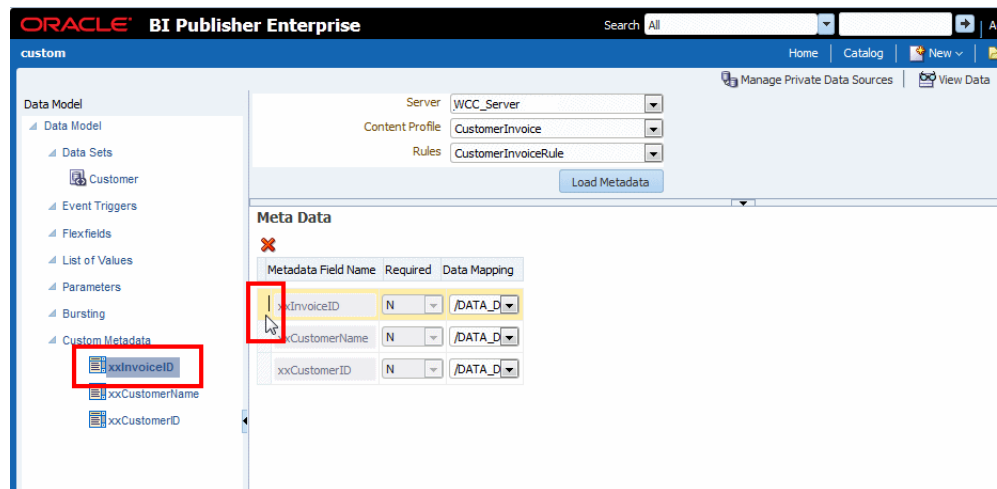 ORACLE BI Publisher Enterprise Search All
custom Home Catalog New
Manage Private Data Sources View Data
Data Model
Data Model
Data Sets
Customer
Event Triggers
Flexfields
List of Values
Parameters
Bursting
Custom Metadata
xxInvoiceID
xxCustomerName
xxCustomerID
Server WCC_Server
Content Profile CustomerInvoice
Rules CustomerInvoiceRule
Load Metadata
Meta Data
Metadata Field Name Required Data Mapping
xxInvoiceID N /DATA_D
xxCustomerName N /DATA_D
xxCustomerID N /DATA_D